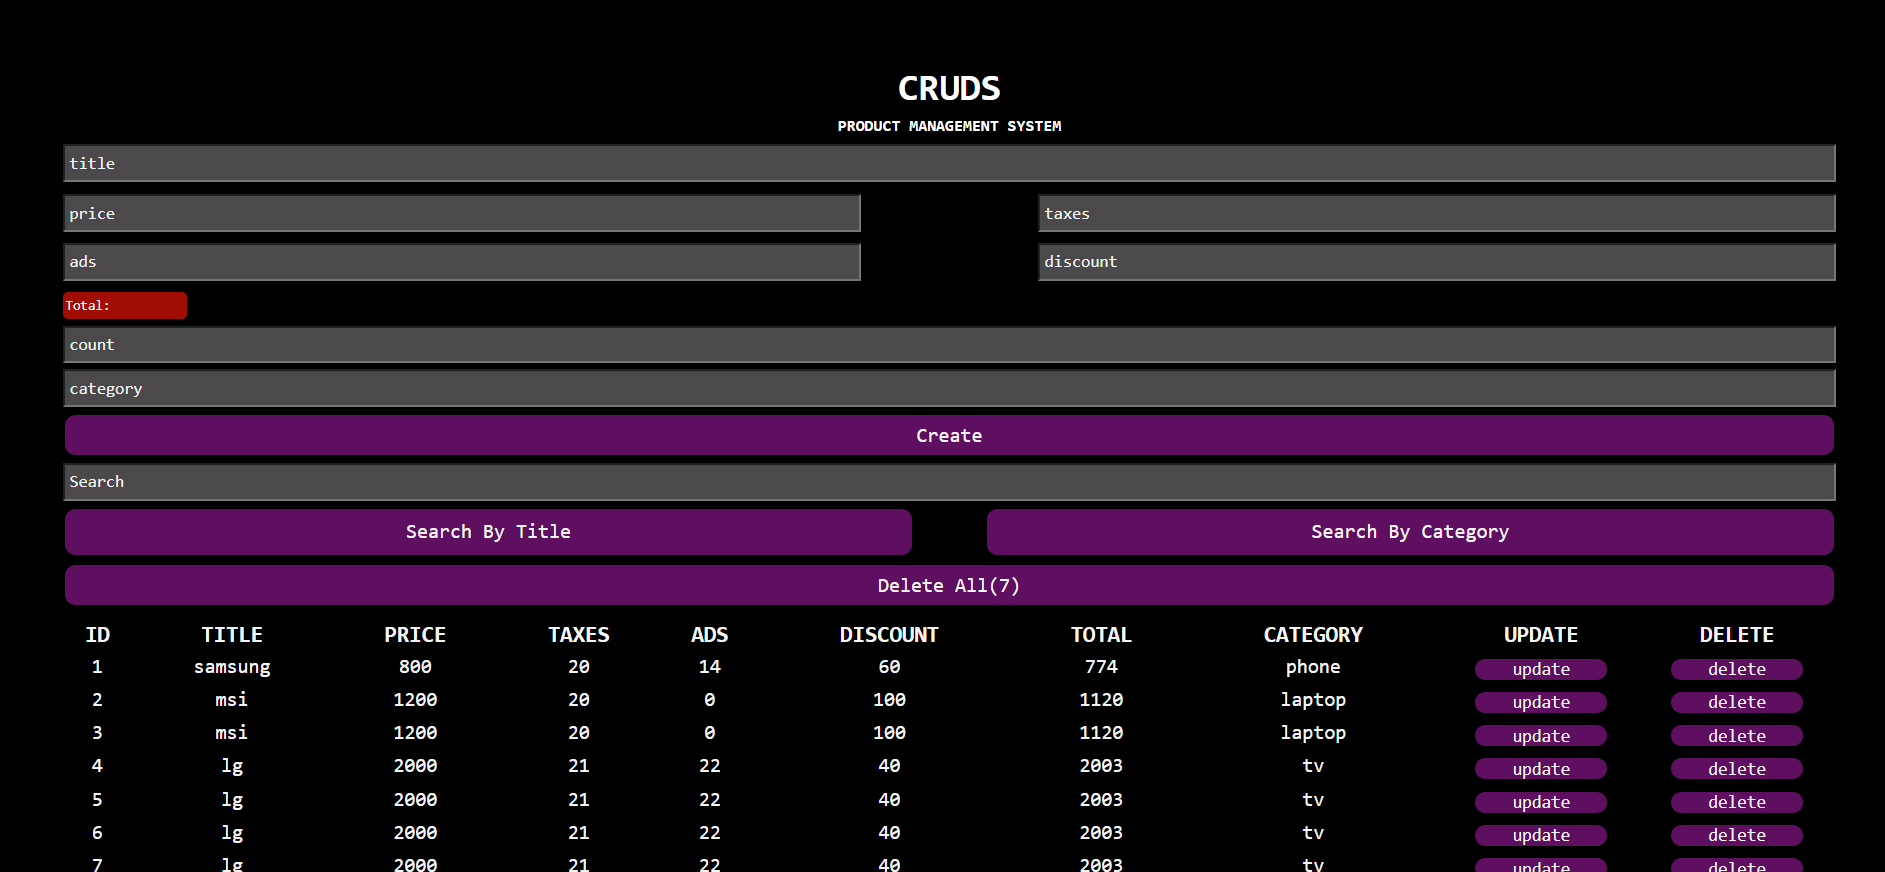 CRUDS
PRODUCT MANAGEMENT SYSTEM
title
price taxes
ads discount
Total:
count
category
Create
Search
Search By Title Search By Category
Delete All(7)
ID TITLE PRICE TAXES ADS DISCOUNT TOTAL CATEGORY UPDATE DELETE
1 samsung 800 20 14 60 774 phone update delete
2 msi 1200 20 0 100 1120 laptop update delete
3 msi 1200 20 0 100 1120 laptop update delete
4 lg 2000 21 22 40 2003 tv update delete
5 lg 2000 21 22 40 2003 tv update delete
6 lg 2000 21 22 40 2003 tv update delete
7 lg 2000 21 22 40 2003 tv update delete